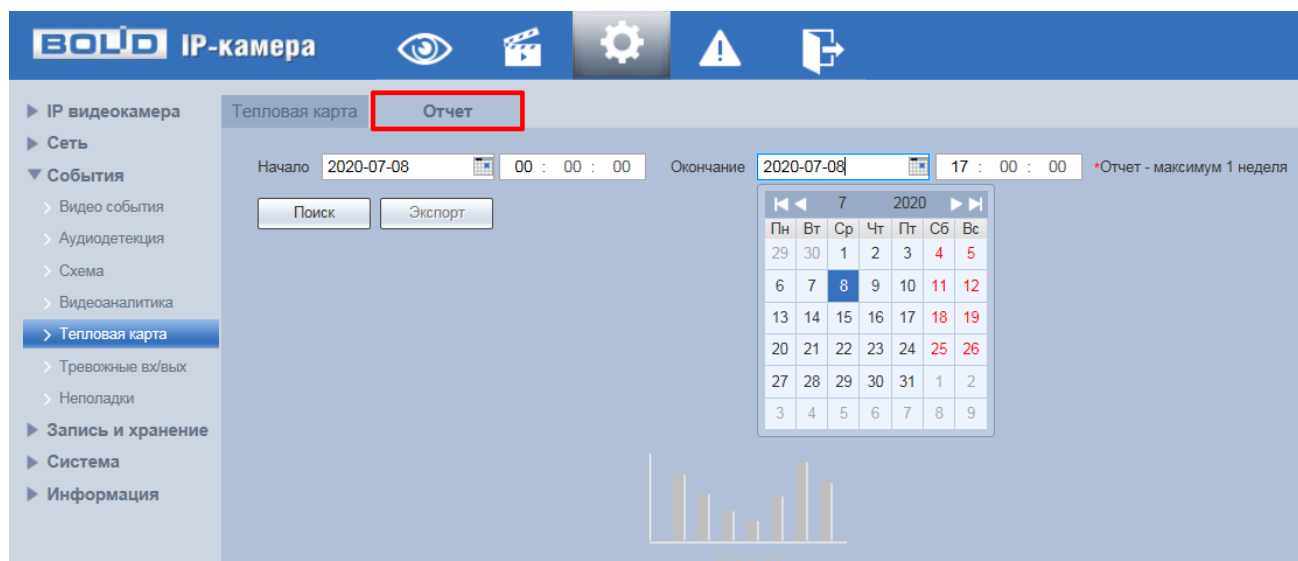 BOLID IP-камера
IP видеокамера
Сеть
События
Видео события
Аудиодетекция
Схема
Видеоаналитика
Тепловая карта
Тревожные вх/вых
Неполадки
Запись и хранение
Система
Информация
Тепловая карта Отчет
Начало 2020-07-08 00 : 00 : 00 Окончание 2020-07-08 17 : 00 : 00 *Отчет - максимум 1 неделя
Поиск Экспорт
7 2020
Пн Вт Ср Чт Пт Сб Вс
29 30 1 2 3 4 5
6 7 8 9 10 11 12
13 14 15 16 17 18 19
20 21 22 23 24 25 26
27 28 29 30 31 1 2
3 4 5 6 7 8 9